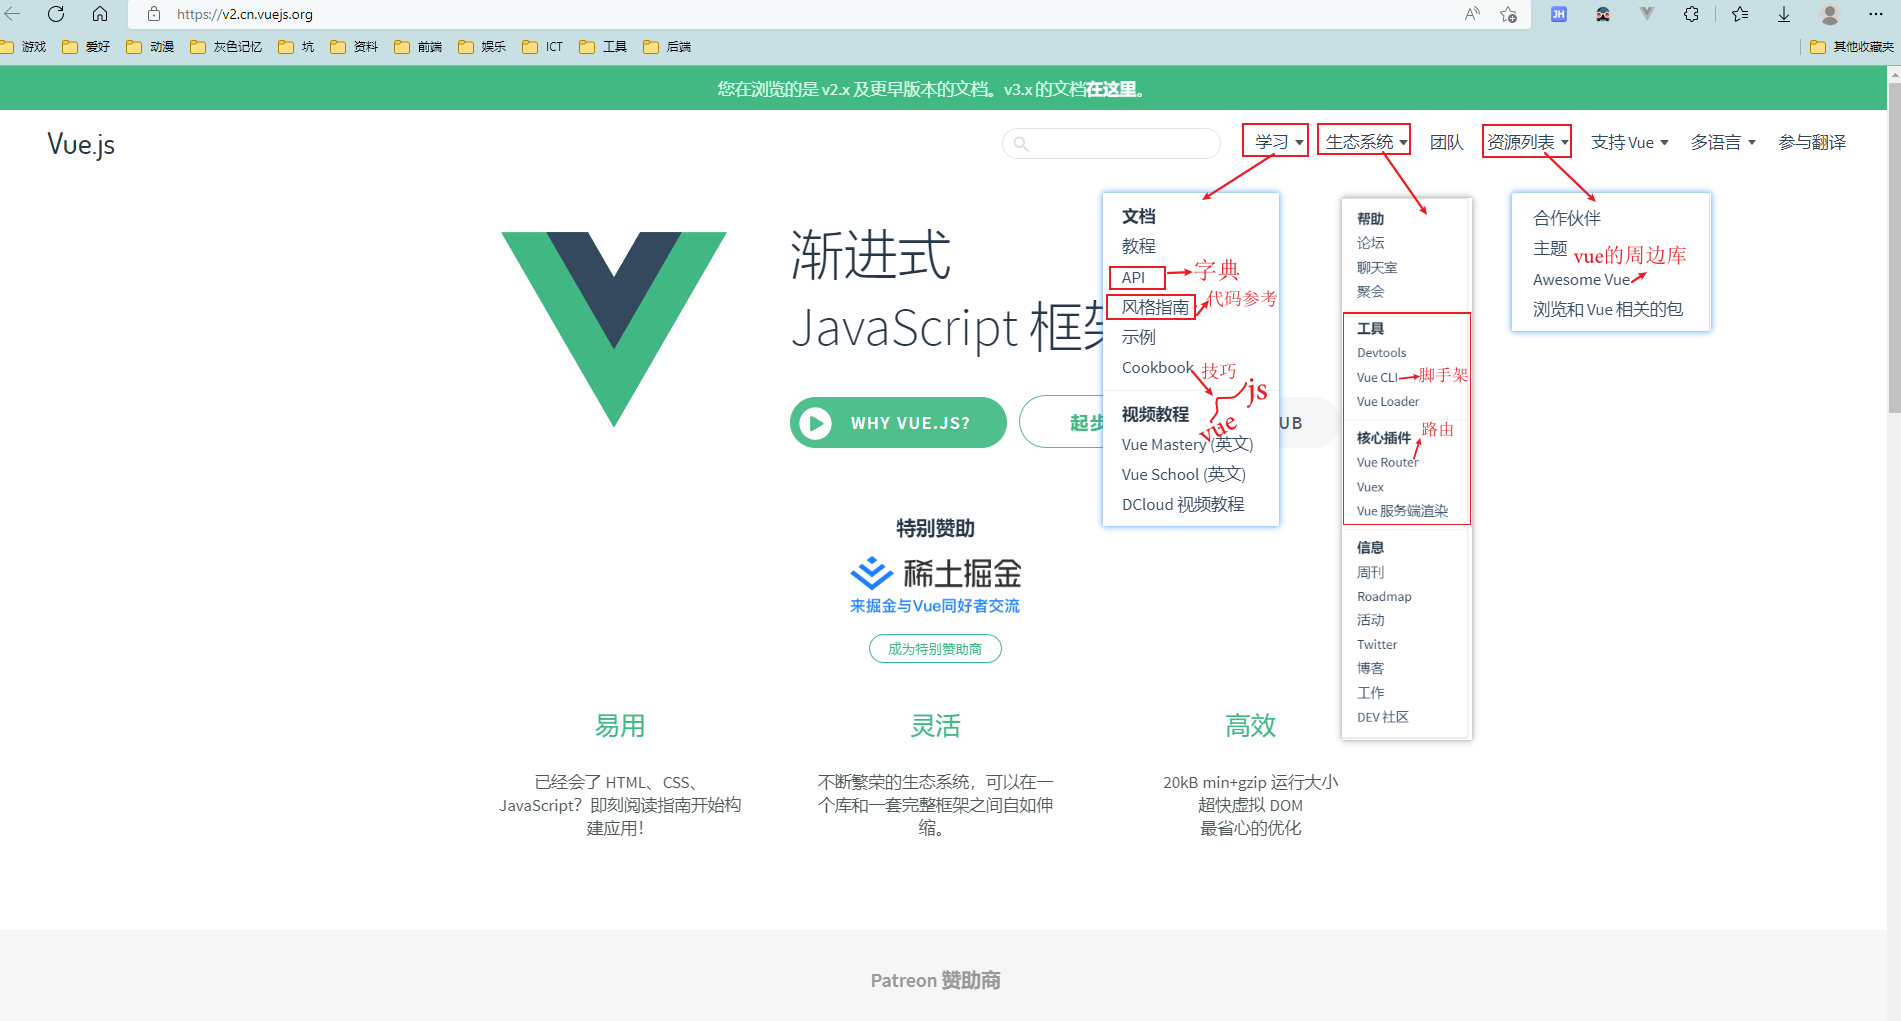 https://v2.cn.vuejs.org
JH
游戏 爱好 动漫 灰色记忆 坑 资料 前端 娱乐 ICT 工具 后端 其他收藏夹
您在浏览的是 v2.x 及更早版本的文档。v3.x 的文档在这里。
Vue.js 学习 生态系统 团队 资源列表 支持 Vue 多语言 参与翻译
渐进式
JavaScript 框架
WHY VUE.JS?
起步
UB
文档
教程
API 字典
风格指南 代码参考
示例
Cookbook 技巧
js
vue
视频教程
Vue Mastery (英文)
Vue School (英文)
DCloud 视频教程
帮助
论坛
聊天室
聚会
工具
Devtools
Vue CLI 脚手架
Vue Loader
核心插件 路由
Vue Router
Vuex
Vue 服务端渲染
信息
周刊
Roadmap
活动
Twitter
博客
工作
DEV 社区
合作伙伴
主题 vue的周边库
Awesome Vue
浏览和 Vue 相关的包
特别赞助
稀土掘金
来掘金与Vue同好者交流
成为特别赞助商
易用
已经会了 HTML、CSS、
JavaScript？即刻阅读指南开始构
建应用！
灵活
不断繁荣的生态系统，可以在一
个库和一套完整框架之间自如伸
缩。
高效
20kB min+gzip 运行大小
超快虚拟 DOM
最省心的优化
Patreon 赞助商